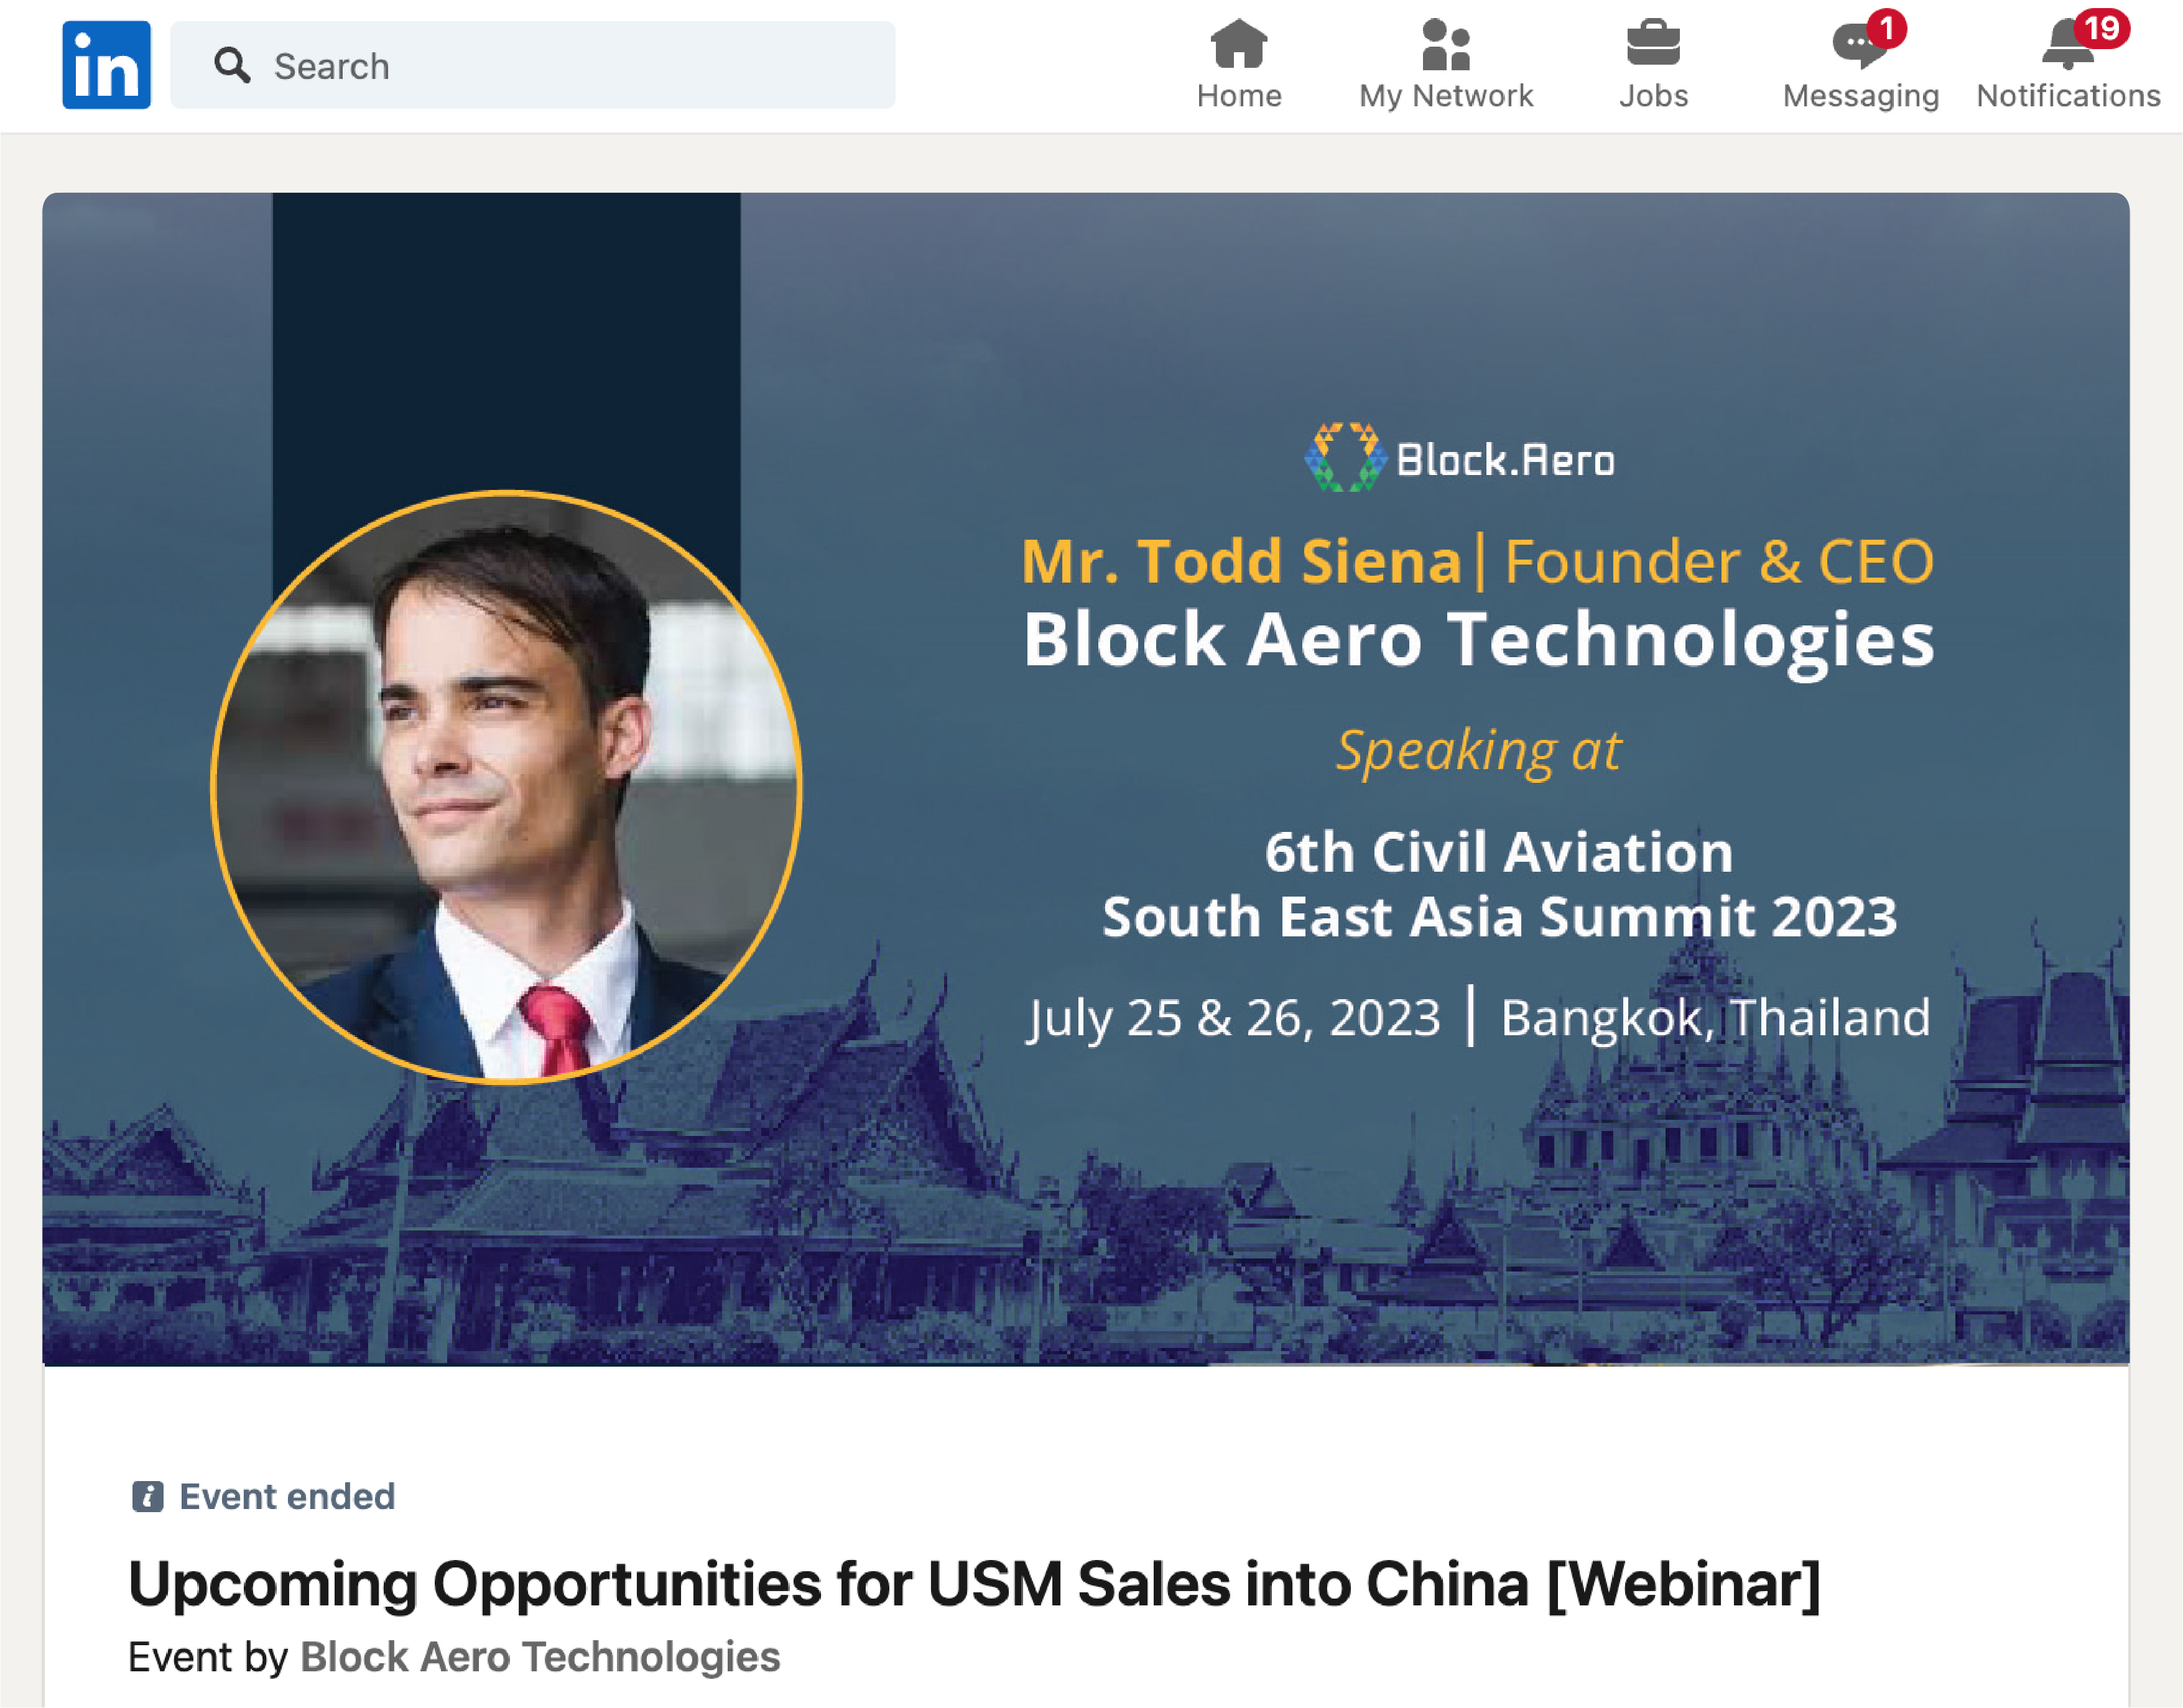 in
Search
Home
My Network
Jobs
1
Messaging
19
Notifications
Block.Aero
Mr. Todd Siena | Founder & CEO
Block Aero Technologies
Speaking at
6th Civil Aviation
South East Asia Summit 2023
July 25 & 26, 2023 | Bangkok, Thailand
i Event ended
Upcoming Opportunities for USM Sales into China [Webinar]
Event by Block Aero Technologies